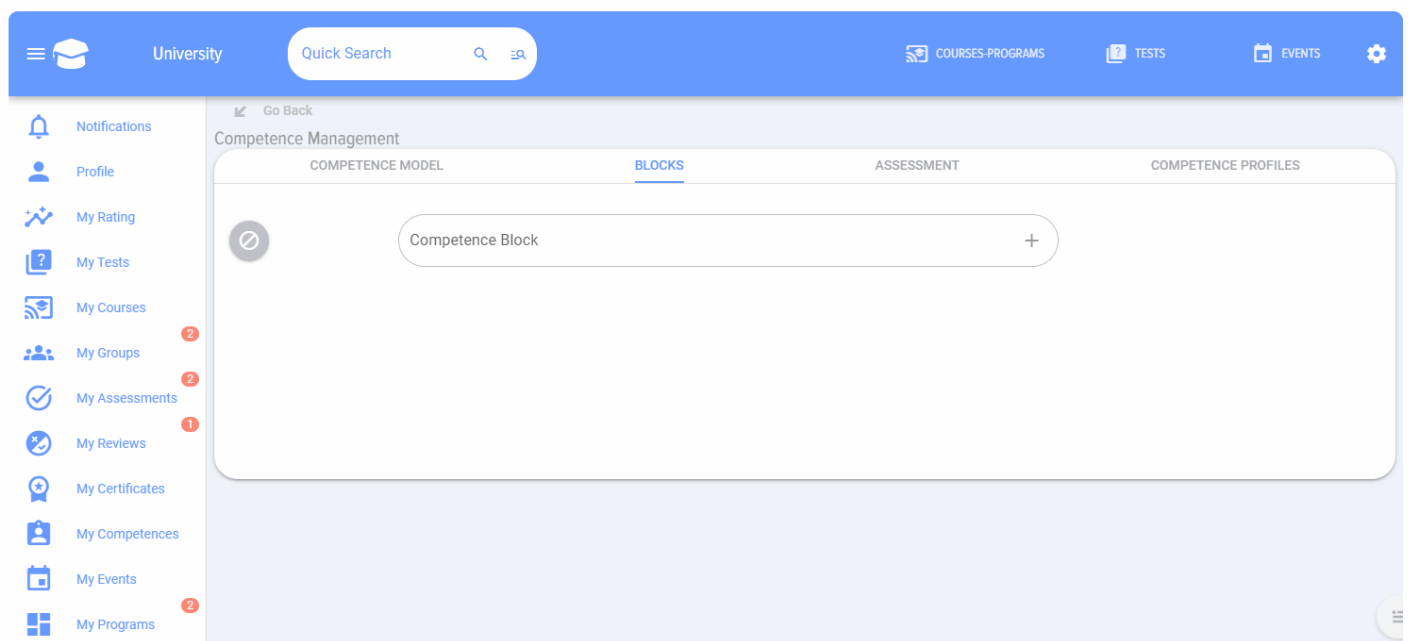 University
Quick Search
COURSES-PROGRAMS
? TESTS
EVENTS
Go Back
Competence Management
COMPETENCE MODEL
BLOCKS
ASSESSMENT
COMPETENCE PROFILES
Competence Block
Notifications
Profile
My Rating
? My Tests
My Courses
2
My Groups
2
My Assessments
1
My Reviews
My Certificates
My Competences
My Events
2
My Programs